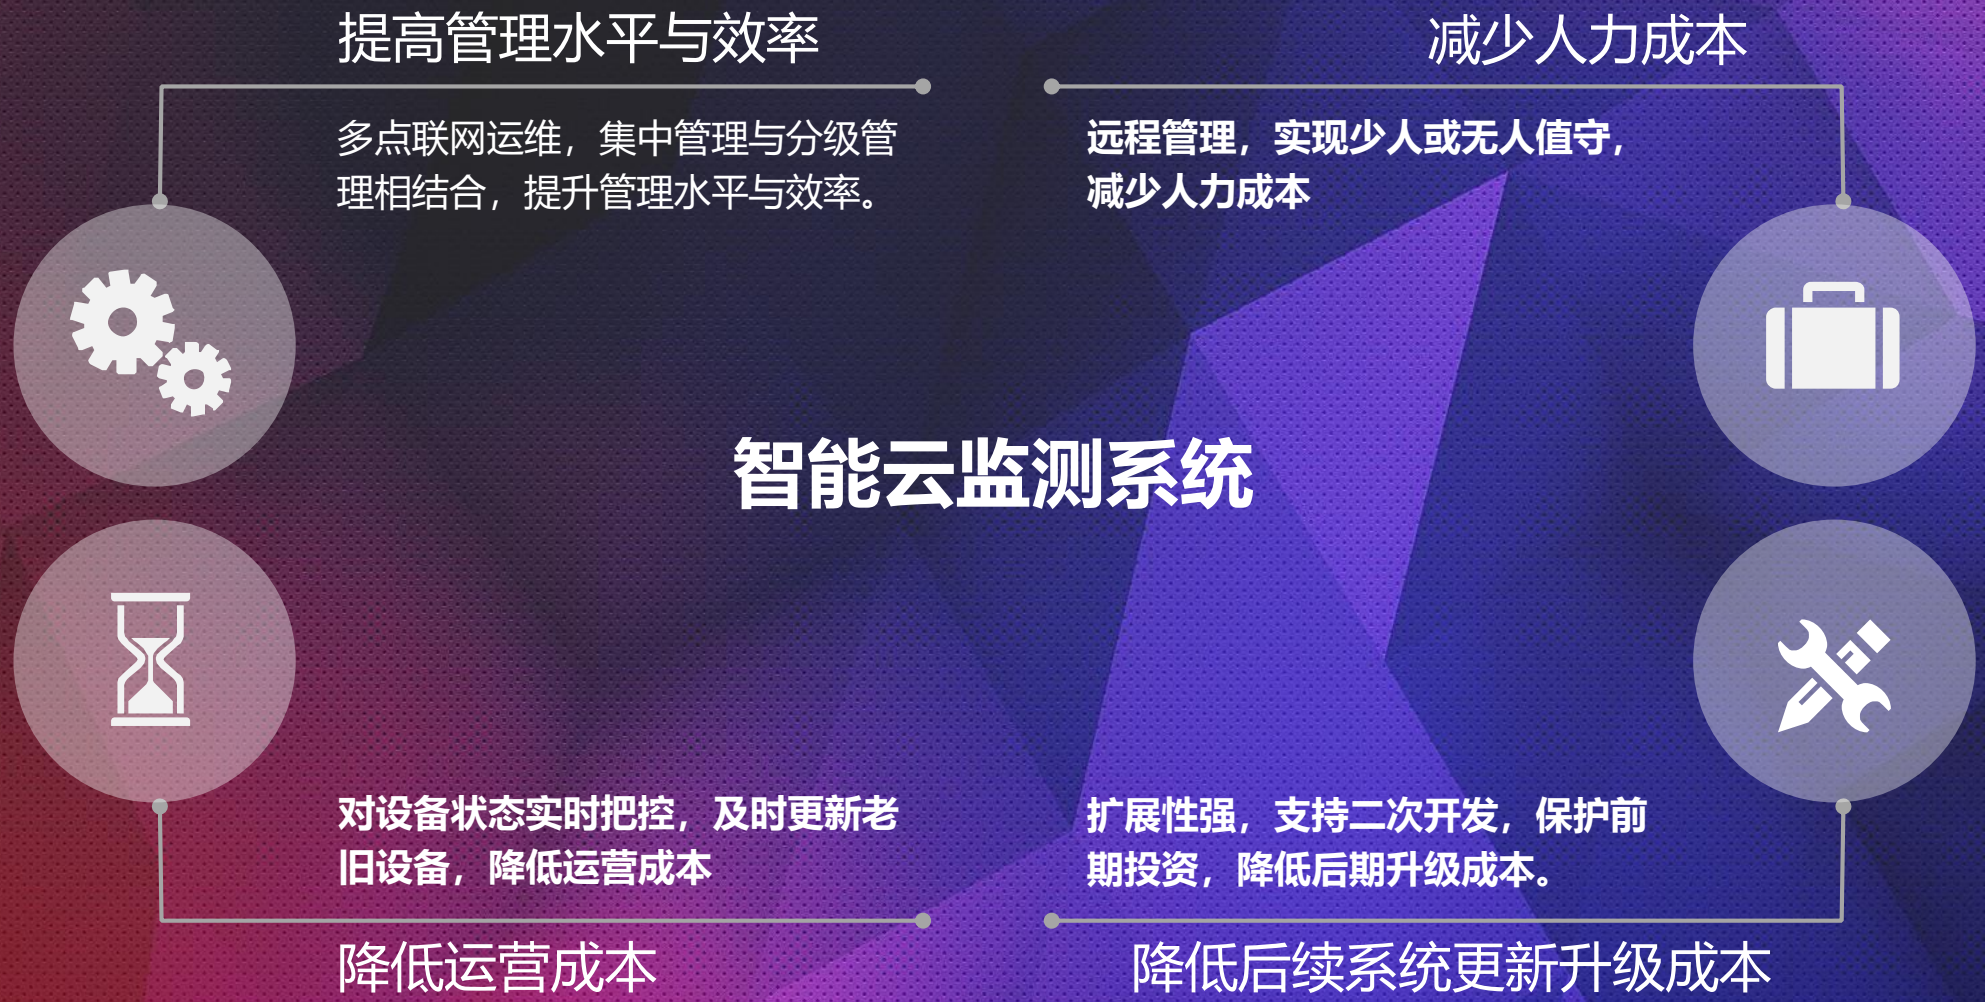 提高管理水平与效率
多点联网运维，集中管理与分级管
理相结合，提升管理水平与效率。
减少人力成本
远程管理，实现少人或无人值守，
减少人力成本
智能云监测系统
对设备状态实时把控，及时更新老
旧设备，降低运营成本
降低运营成本
扩展性强，支持二次开发，保护前
期投资，降低后期升级成本。
降低后续系统更新升级成本